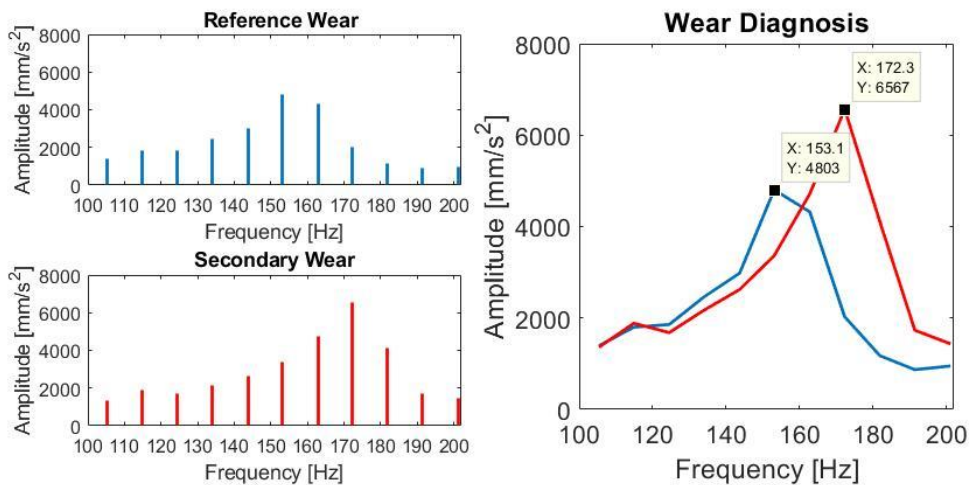 Reference Wear
8000
6000
4000
2000
0
Amplitude [mm/s2]
100 110 120 130 140 150 160 170 180 190 200
Frequency [Hz]
Secondary Wear
8000
6000
4000
2000
0
Amplitude [mm/s2]
100 110 120 130 140 150 160 170 180 190 200
Frequency [Hz]
Wear Diagnosis
8000
6000
4000
2000
0
Amplitude [mm/s2]
X: 172.3
Y: 6567
X: 153.1
Y: 4803
100 120 140 160 180 200
Frequency [Hz]